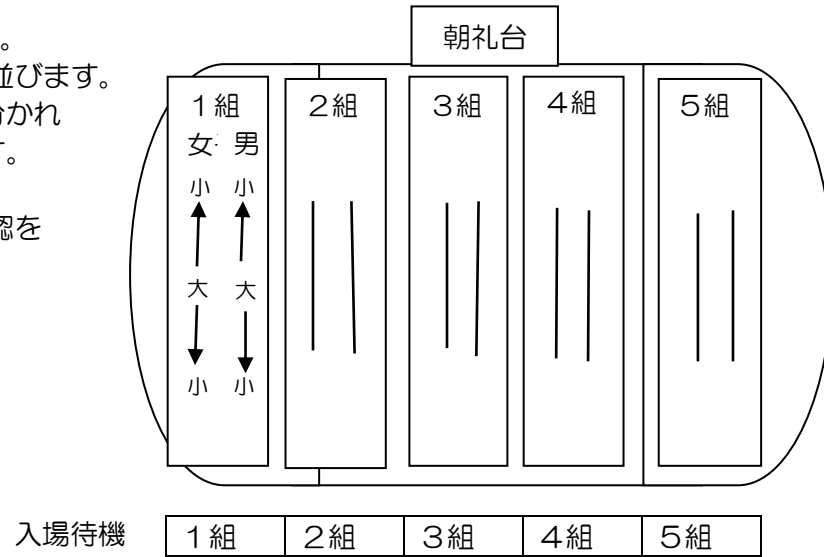 朝礼台
。
並びます。
分かれ
す。
認を
1組 2組 3組 4組 5組
女 男
小 小
大 大
小 小
入場待機 1組 2組 3組 4組 5組